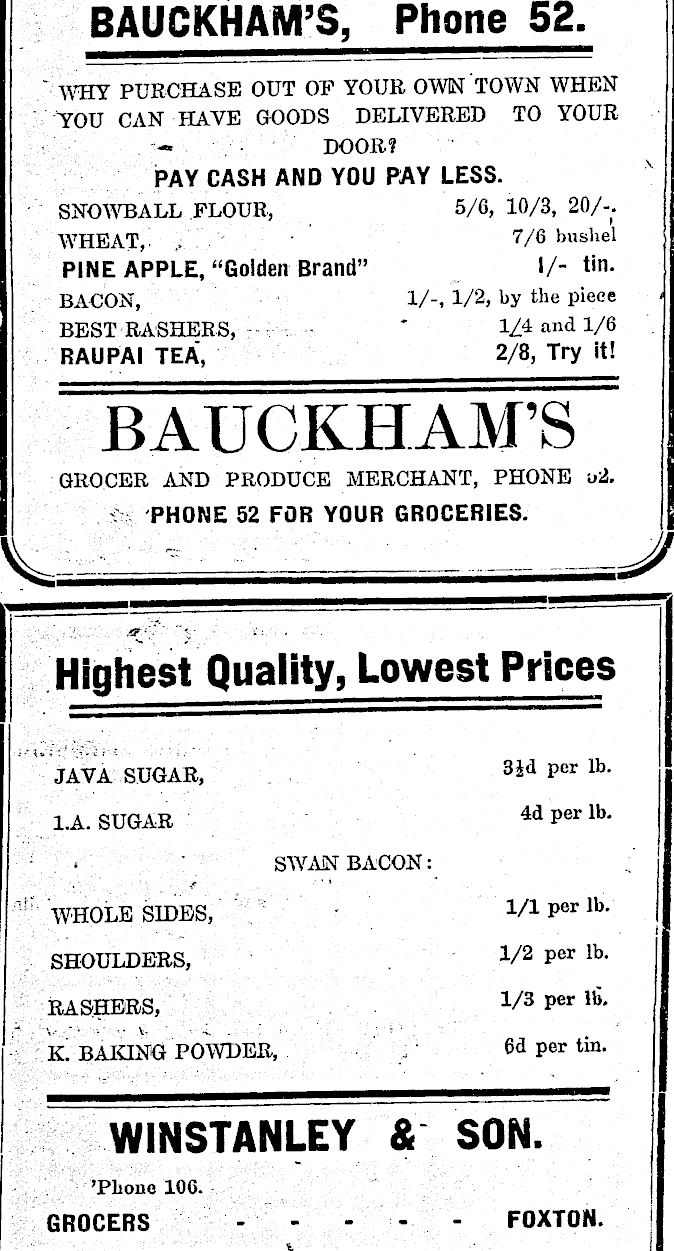 BAUCKHAM'S, Phone 52.
WHY PURCHASE OUT OF YOUR OWN TOWN WHEN
YOU CAN HAVE GOODS DELIVERED TO YOUR
DOOR?
PAY CASH AND YOU PAY LESS.
SNOWBALL FLOUR, 5/6, 10/3, 20/-.
WHEAT, 7/6 bushel
PINE APPLE, "Golden Brand" 1/- tin.
BACON, 1/-, 1/2, by the piece
BEST RASHERS, 1/4 and 1/6
RAUPAI TEA, 2/8, Try it!
BAUCKHAM'S
GROCER AND PRODUCE MERCHANT, PHONE 52.
'PHONE 52 FOR YOUR GROCERIES.
Highest Quality, Lowest Prices
JAVA SUGAR, 3½d per lb.
1.A. SUGAR 4d per lb.
SWAN BACON:
WHOLE SIDES, 1/1 per lb.
SHOULDERS, 1/2 per lb.
RASHERS, 1/3 per lb.
K. BAKING POWDER, 6d per tin.
WINSTANLEY & SON.
'Phone 106.
GROCERS - - - - - FOXTON.